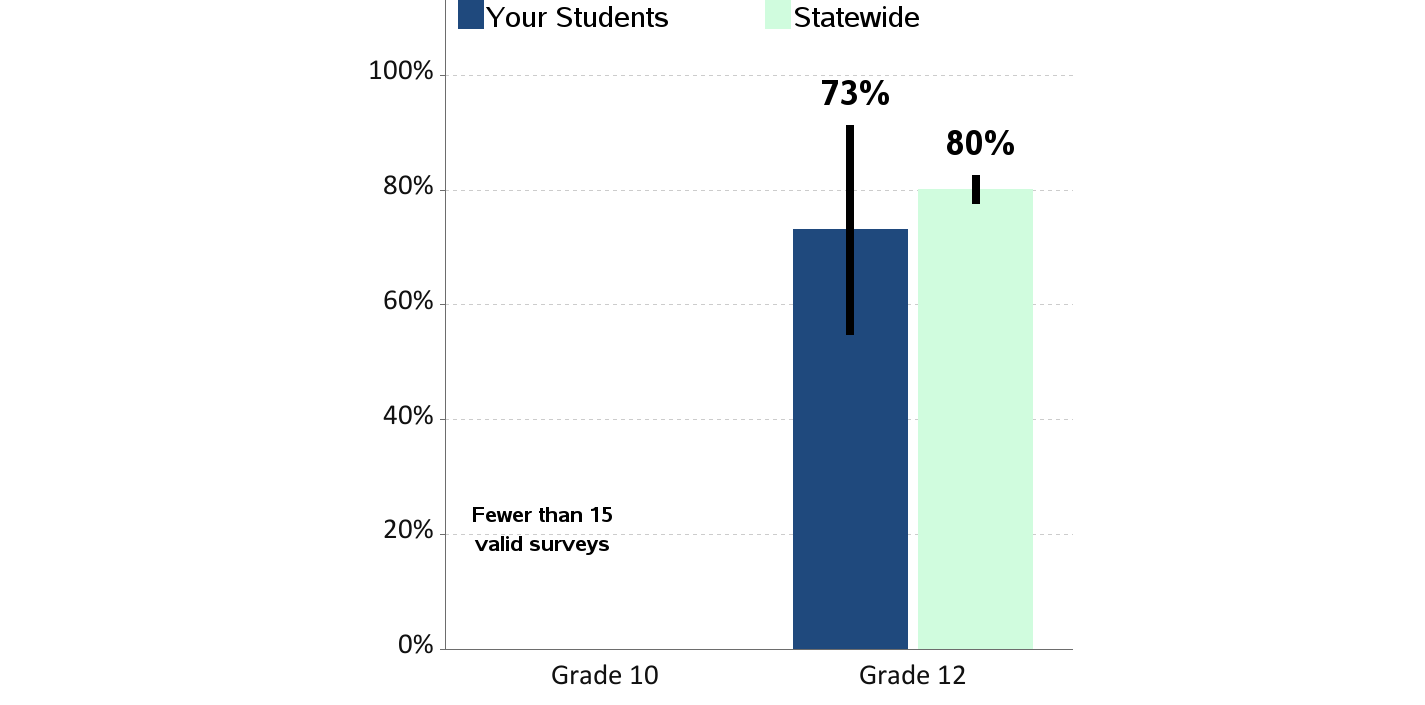 Your Students Statewide
100%
73%
80%
80%
60%
40%
Fewer than 15
20%
valid surveys
0%
Grade 10 Grade 12